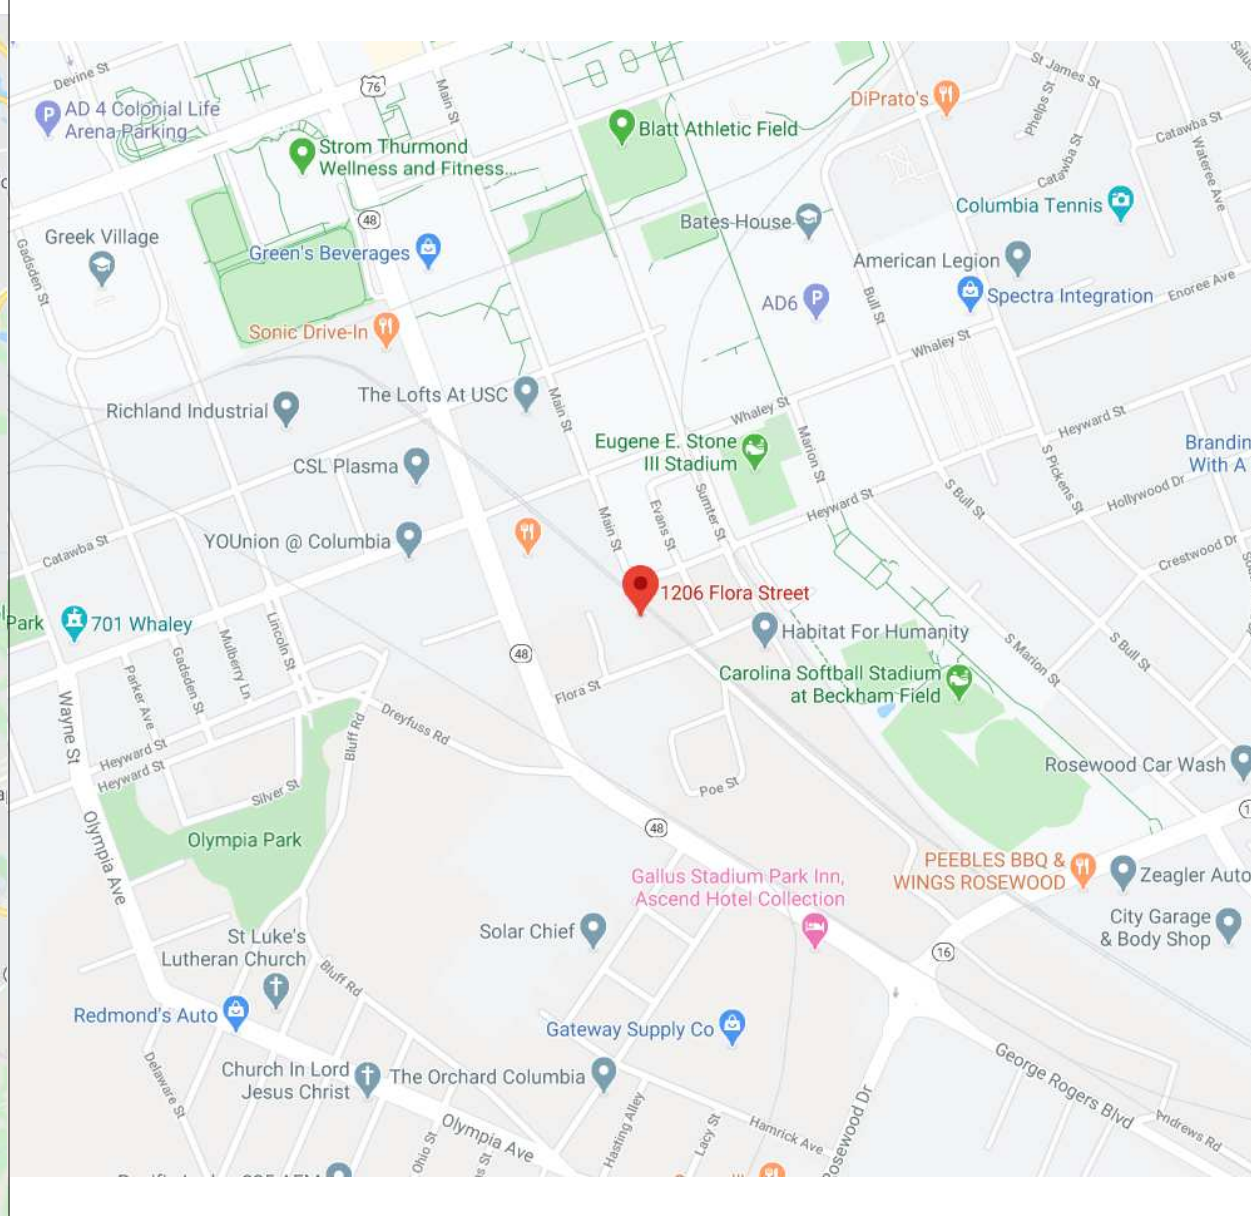 Devine St
76
Main St
St James St
Saluda
AD 4 Colonial Life
Arena Parking
DiPrato's
Phelps St
Catawba St
Blatt Athletic Field
Strom Thurmond
Wellness and Fitness...
Catawba St
Wateree Ave
Columbia Tennis
48
Bates House
Greek Village
Gadsden St
Green's Beverages
American Legion
AD6
Bull St
Spectra Integration
Enoree Ave
Sonic Drive-In
Whaley St
The Lofts At USC
Main St
Richland Industrial
Whaley St
Heyward St
Eugene E. Stone
III Stadium
Marion St
CSL Plasma
Brandin
With A
S Pickens St
Hollywood Dr
S Bull St
Heyward St
Sumter St
Evans St
Main St
YOUnion @ Columbia
Catawba St
Crestwood Dr
1206 Flora Street
Park
701 Whaley
Lincoln St
Mulberry Ln
Habitat For Humanity
S Marion St
S Bull St
48
Gadsden St
Parker Ave
Carolina Softball Stadium
at Beckham Field
Flora St
Wayne St
Dreyfuss Rd
Bluff Rd
Heyward St
Heyward St
Rosewood Car Wash
Silver St
Poe St
Olympia Park
48
Olympia Ave
PEEBLES BBQ &
WINGS ROSEWOOD
Zeagler Auto
Gallus Stadium Park Inn,
Ascend Hotel Collection
City Garage
& Body Shop
Solar Chief
St Luke's
Lutheran Church
16
Bluff Rd
Redmond's Auto
Gateway Supply Co
Church In Lord
Jesus Christ
The Orchard Columbia
George Rogers Blvd
Delaware St
Hasting Alley
Lacy St
Hamrick Ave
Rosewood Dr
Andrews Rd
Olympia Ave
Ohio St